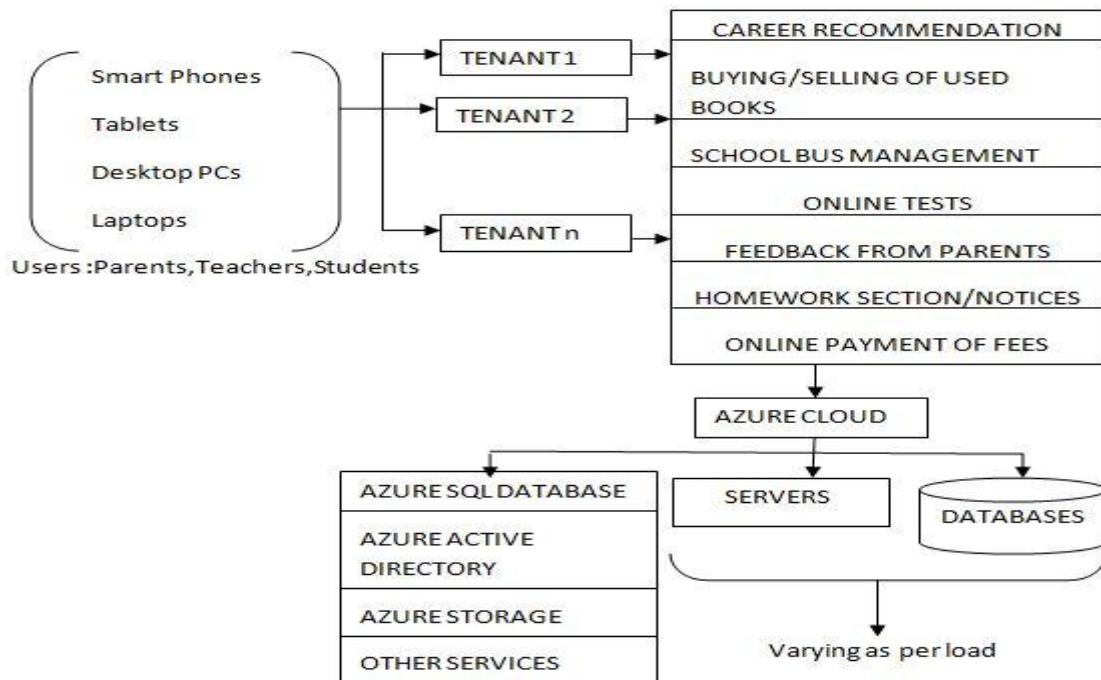 Smart Phones
Tablets
Desktop PCs
Laptops
Users :Parents,Teachers,Students
TENANT 1
TENANT 2
TENANT n
CAREER RECOMMENDATION
BUYING/SELLING OF USED
BOOKS
SCHOOL BUS MANAGEMENT
ONLINE TESTS
FEEDBACK FROM PARENTS
HOMEWORK SECTION/NOTICES
ONLINE PAYMENT OF FEES
AZURE CLOUD
AZURE SQL DATABASE
AZURE ACTIVE
DIRECTORY
AZURE STORAGE
OTHER SERVICES
SERVERS
DATABASES
Varying as per load